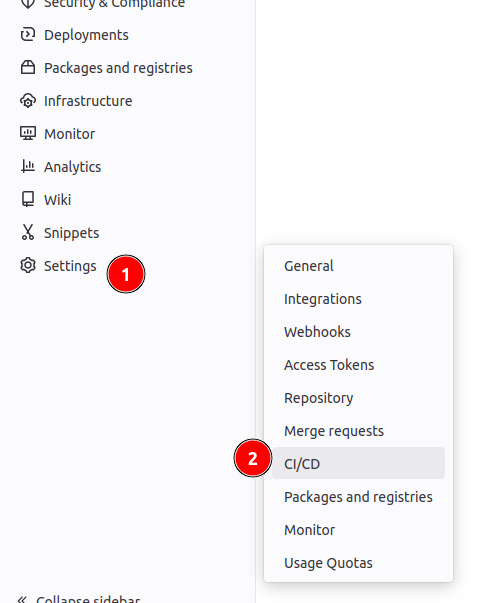 Security & Compliance
Deployments
Packages and registries
Infrastructure
Monitor
Analytics
Wiki
Snippets
Settings
1
General
Integrations
Webhooks
Access Tokens
Repository
Merge requests
2
CI/CD
Packages and registries
Monitor
Usage Quotas
Collapse sidebar